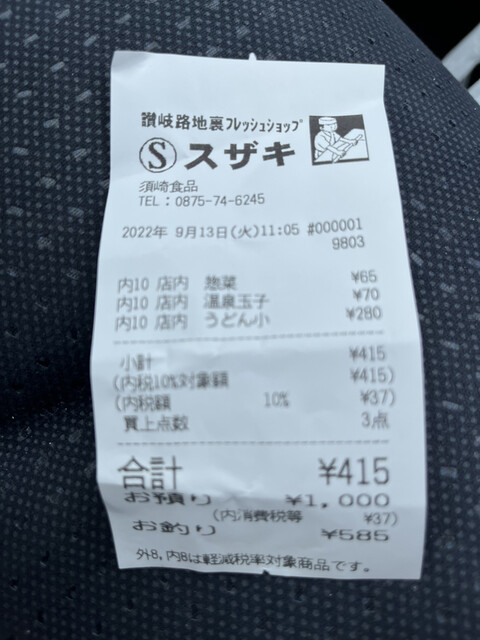 讃岐路地裏フレッシュショップ
Ⓢスザキ
須崎食品
TEL：0875-74-6245
2022年 9月13日(火)11:05 #000001
9803
内10 店内 惣菜 ¥65
内10 店内 温泉玉子 ¥70
内10 店内 うどん小 ¥280
小計 ¥415
(内税10%対象額 ¥415)
(内税額 10% ¥37)
買上点数 3点
合計 ¥415
お預り ¥1,000
(内消費税等 ¥37)
お釣り ¥585
外8,内8は軽減税率対象商品です。